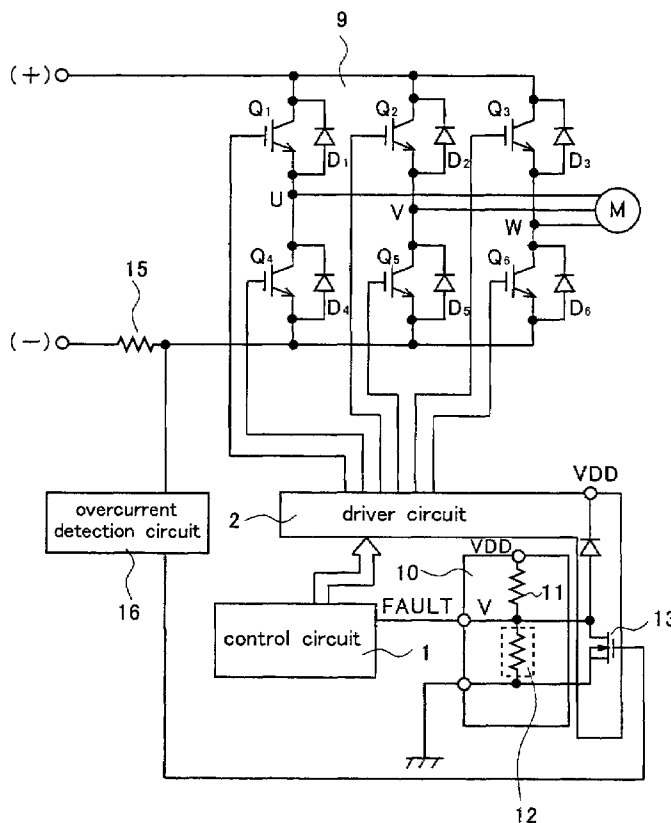 9
(+)
Q1
Q2
Q3
D1
D2
D3
U
V
W
M
15
Q4
Q5
Q6
D4
D5
D6
(-)
VDD
overcurrent
detection circuit
2
driver circuit
16
VDD
10
11
FAULT
V
13
control circuit
1
12